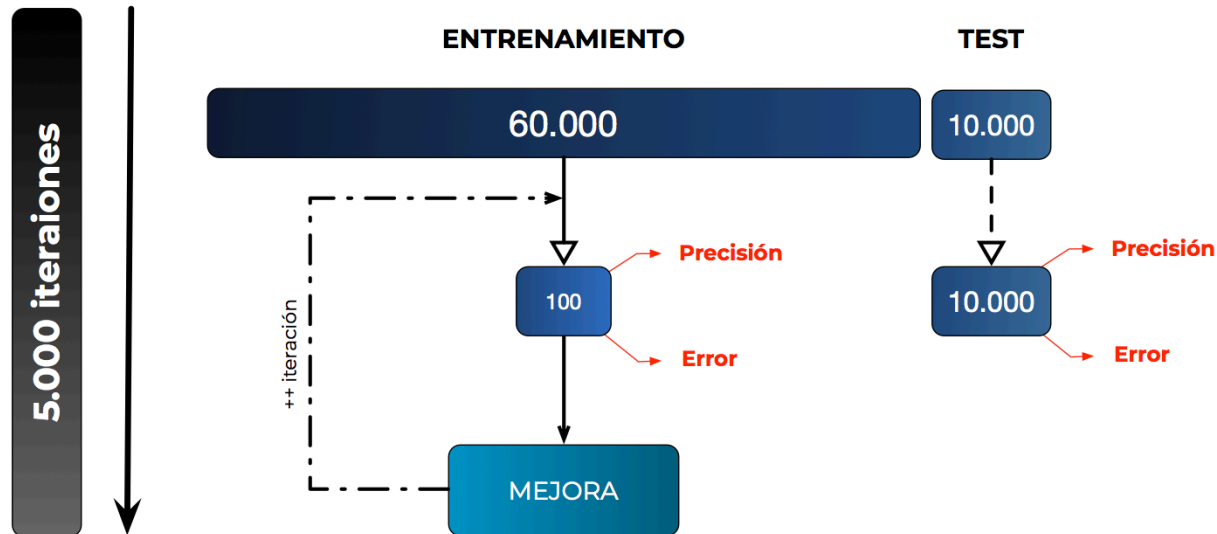 ENTRENAMIENTO
TEST
60.000
10.000
5.000 iteraiones
++ iteración
100
Precisión
Error
10.000
Precisión
Error
MEJORA